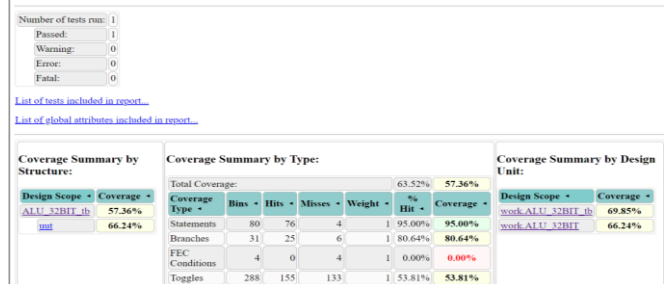 Number of tests run: 1
Passed: 1
Warning: 0
Error: 0
Fatal: 0
List of tests included in report...
List of global attributes included in report...
Coverage Summary by Structure:
Design Scope Coverage
ALU_32BIT_tb 57.36%
uut 66.24%
Coverage Summary by Type:
Total Coverage: 63.52% 57.36%
Coverage Type Bins Hits Misses Weight % Hit Coverage
Statements 80 76 4 1 95.00% 95.00%
Branches 31 25 6 1 80.64% 80.64%
FEC Conditions 4 0 4 1 0.00% 0.00%
Toggles 288 155 133 1 53.81% 53.81%
Coverage Summary by Design Unit:
Design Scope Coverage
work.ALU_32BIT_tb 69.85%
work.ALU_32BIT 66.24%